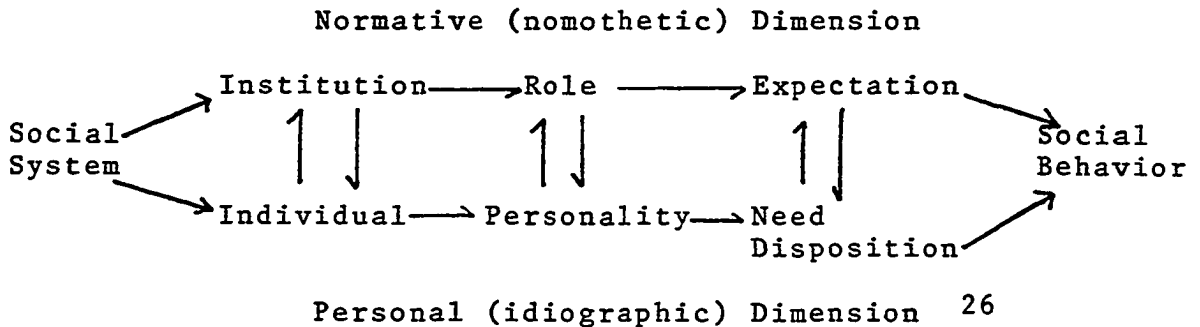 Normative (nomothetic) Dimension
Institution Role Expectation
Social System
Social Behavior
Individual Personality Need Disposition
Personal (idiographic) Dimension 26